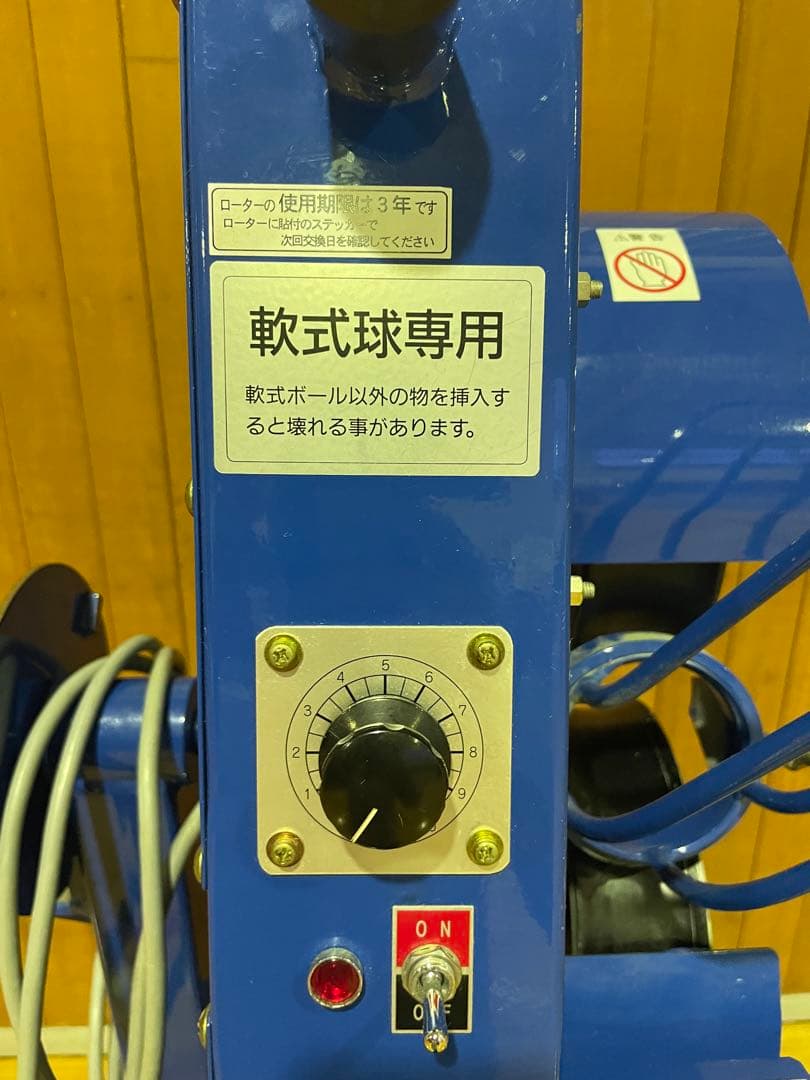 ローターの 使用期限は3年です
ローターに貼付のステッカーで
次回交換日を確認してください
⚠警告
軟式球専用
軟式ボール以外の物を挿入す
ると壊れる事があります。
1
2
3
4
5
6
7
8
9
ON
OFF